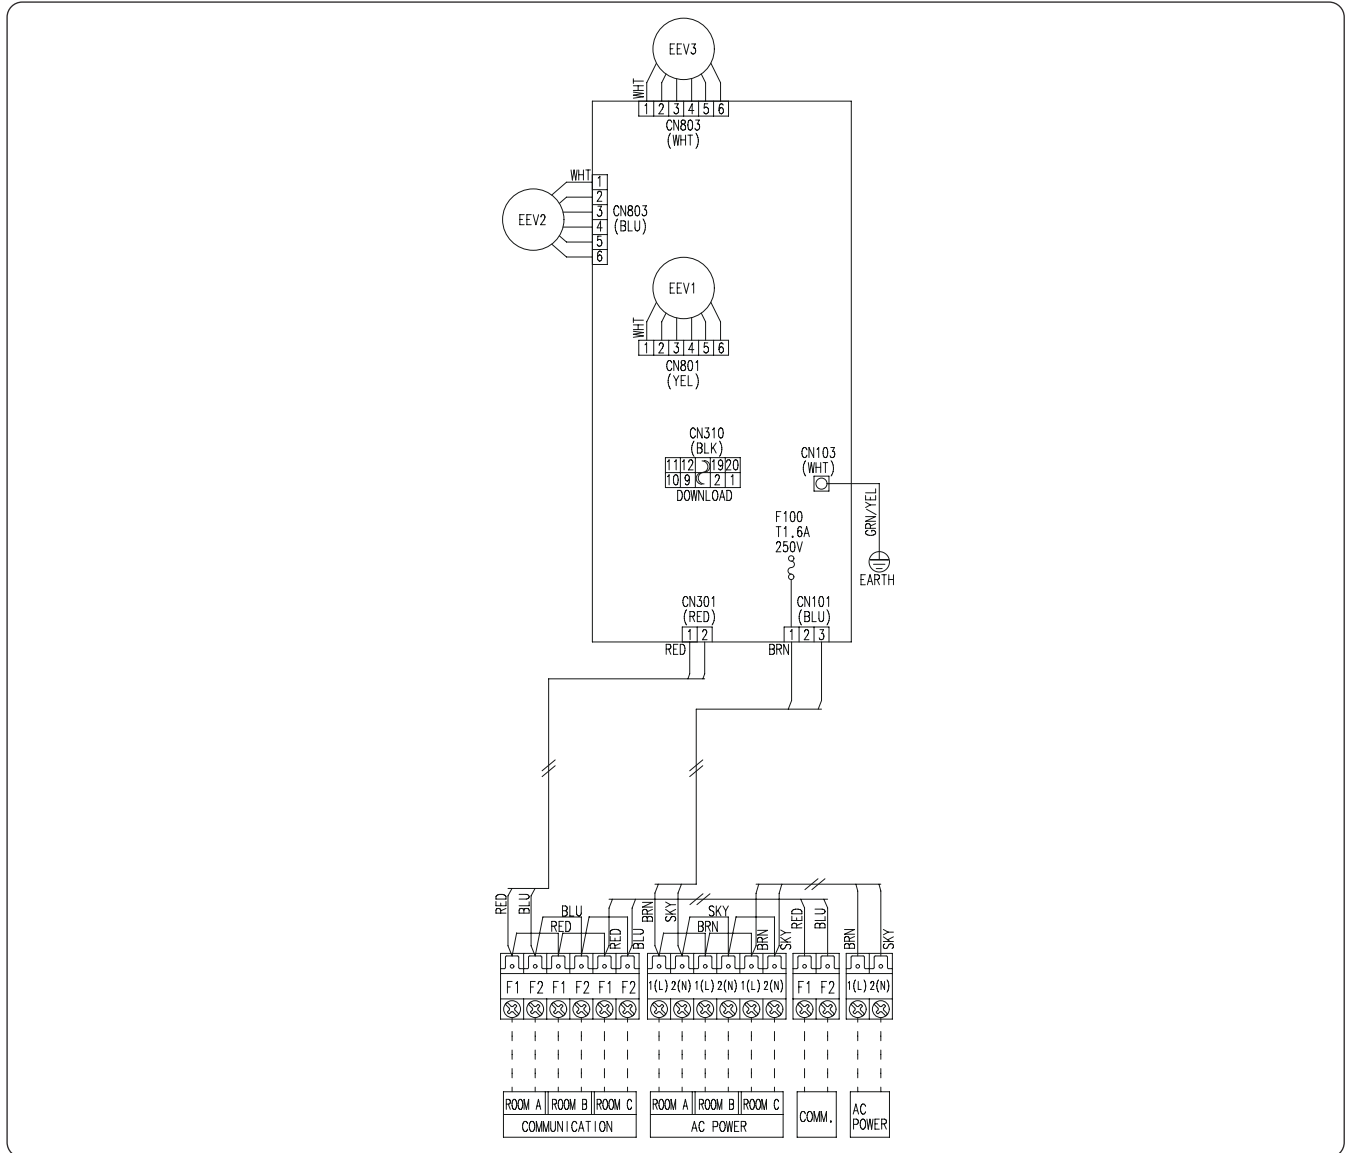 EEV3
WHT
1 2 3 4 5 6
CN803
(WHT)
WHT
1
2
3
4
5
6
EEV2
CN803
(BLU)
EEV1
WHT
1 2 3 4 5 6
CN801
(YEL)
CN310
(BLK)
11 12 19 20
10 9 2 1
DOWNLOAD
CN103
(WHT)
GRN/YEL
EARTH
F100
T1.6A
250V
CN301
(RED)
1 2
RED
CN101
(BLU)
1 2 3
BRN
RED BLU BLU RED RED BLU
BRN SKY SKY BRN BRN SKY
RED BLU
BRN SKY
F1 F2 F1 F2 F1 F2
1(L) 2(N) 1(L) 2(N) 1(L) 2(N)
F1 F2
1(L) 2(N)
ROOM A ROOM B ROOM C
COMMUNICATION
ROOM A ROOM B ROOM C
AC POWER
COMM.
AC
POWER